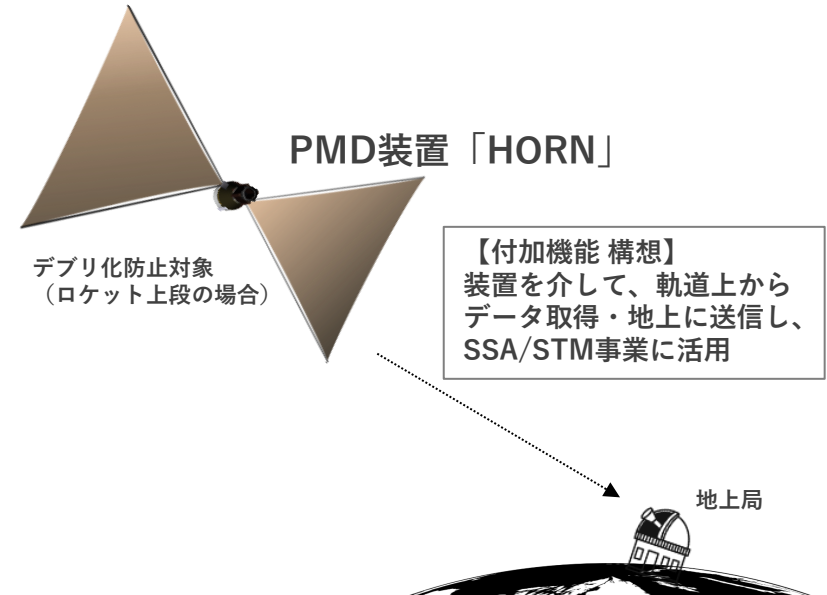 PMD装置「HORN」
デブリ化防止対象
（ロケット上段の場合）
【付加機能 構想】
装置を介して、軌道上から
データ取得・地上に送信し、
SSA/STM事業に活用
地上局